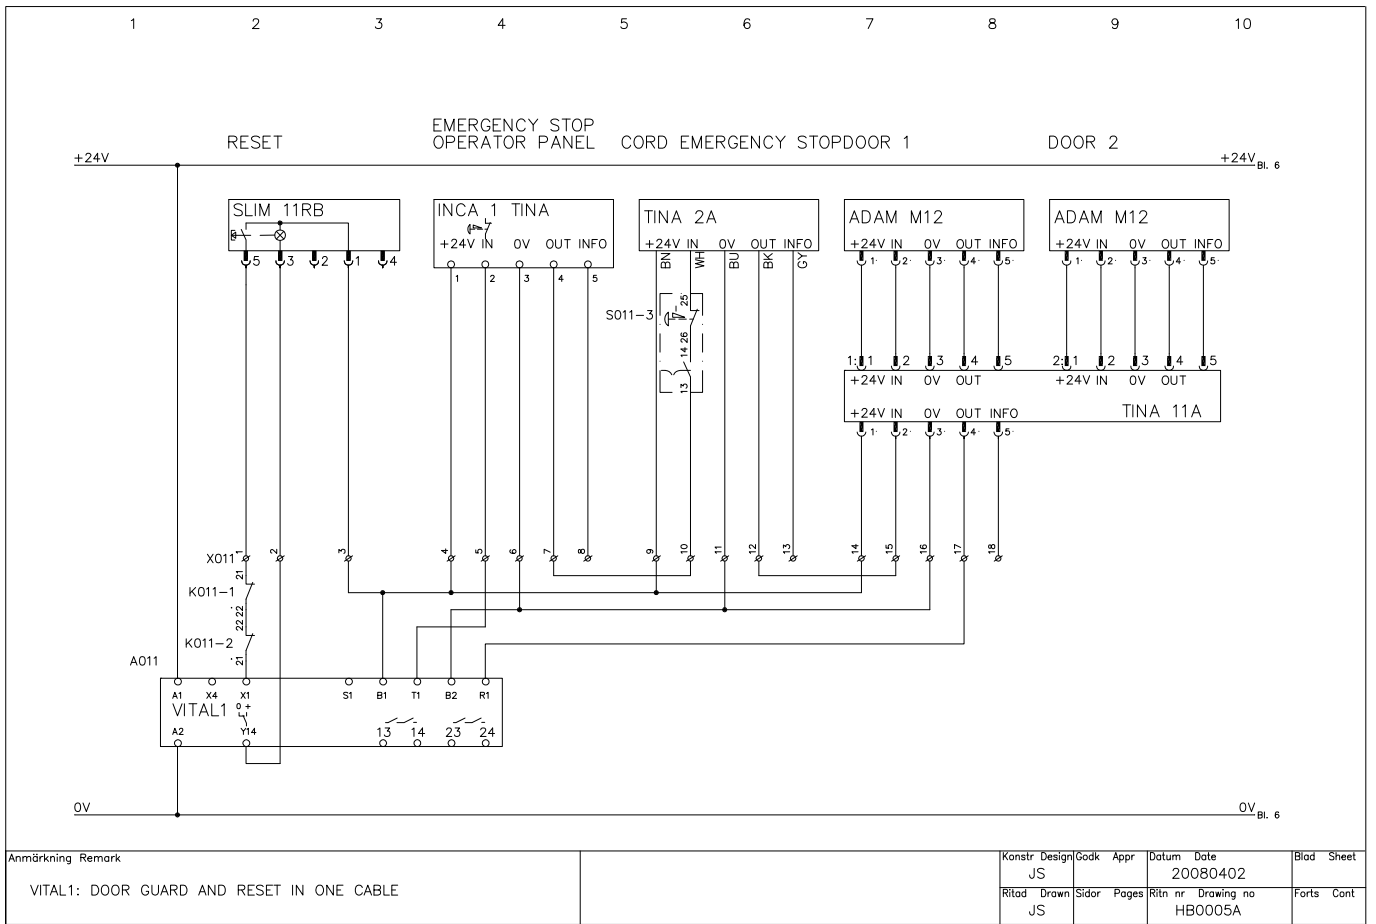 1 2 3 4 5 6 7 8 9 10
EMERGENCY STOP
RESET OPERATOR PANEL CORD EMERGENCY STOPDOOR 1 DOOR 2
+24V +24V Bl. 6
SLIM 11RB INCA 1 TINA TINA 2A ADAM M12 ADAM M12
+24V IN 0V OUT INFO +24V IN 0V OUT INFO +24V IN 0V OUT INFO +24V IN 0V OUT INFO
5 3 2 1 4 BN WH BU BK GY 1 2 3 4 5 1 2 3 4 5
1 2 3 4 5
S011-3 25
26
14
13
1:1 2 3 4 5 2:1 2 3 4 5
+24V IN 0V OUT +24V IN 0V OUT
+24V IN 0V OUT INFO TINA 11A
1 2 3 4 5
X011 1 2 3 4 5 6 7 8 9 10 11 12 13 14 15 16 17 18
21
K011-1
22
22
K011-2
21
A011
A1 X4 X1 S1 B1 T1 B2 R1
VITAL1 0 +
A2 Y14 13 14 23 24
0V 0V Bl. 6
Anmärkning Remark
VITAL1: DOOR GUARD AND RESET IN ONE CABLE
Konstr Design Godk Appr Datum Date Blad Sheet
JS 20080402
Ritad Drawn Sidor Pages Ritn nr Drawing no Forts Cont
JS HB0005A